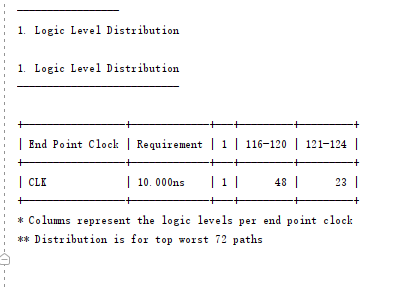 1. Logic Level Distribution
1. Logic Level Distribution
| End Point Clock | Requirement | 1 | 116-120 | 121-124 |
| CLK | 10.000ns | 1 | 48 | 23 |
* Columns represent the logic levels per end point clock
** Distribution is for top worst 72 paths